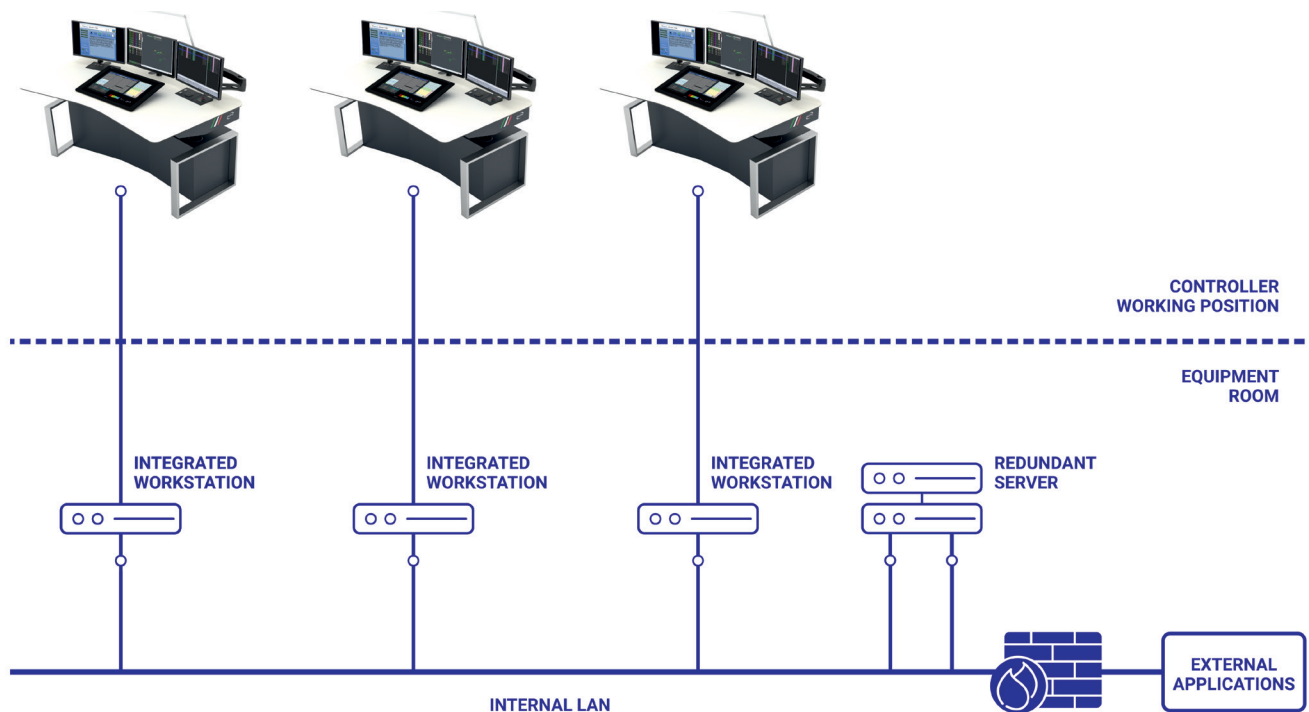 CONTROLLER
WORKING POSITION
EQUIPMENT
ROOM
INTEGRATED
WORKSTATION
INTEGRATED
WORKSTATION
INTEGRATED
WORKSTATION
REDUNDANT
SERVER
EXTERNAL
APPLICATIONS
INTERNAL LAN